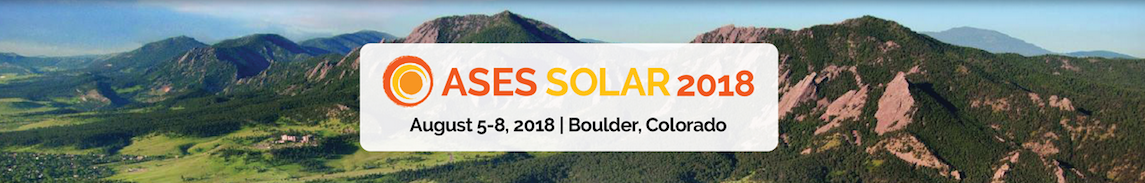 ASES SOLAR 2018
August 5-8, 2018 | Boulder, Colorado